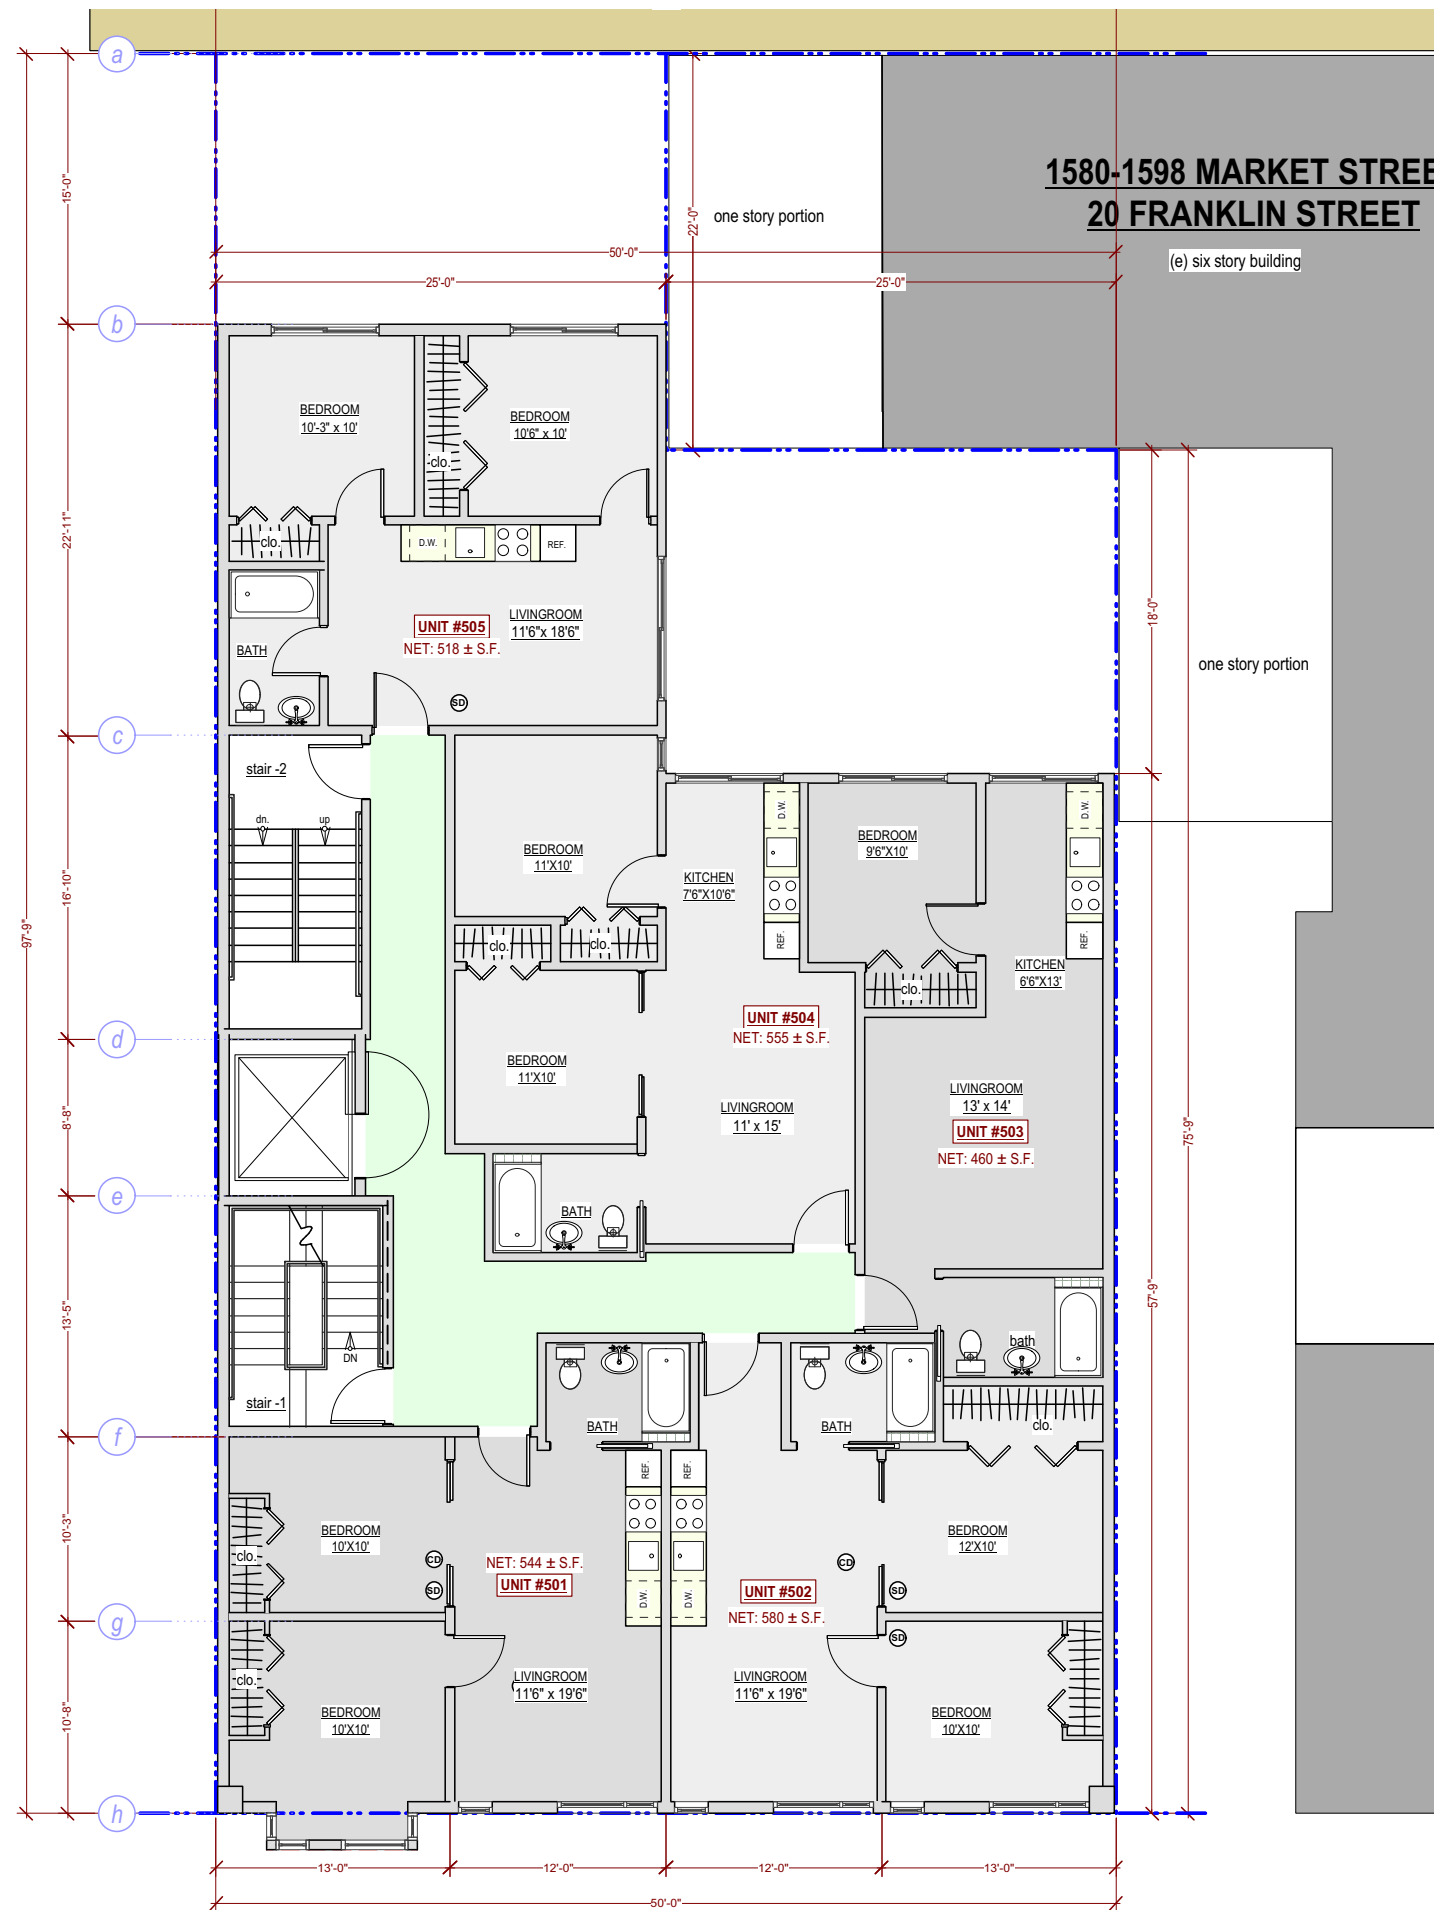 a
1580-1598 MARKET STREE
20 FRANKLIN STREET
(e) six story building
one story portion
15'-0"
22'-0"
50'-0"
25'-0"
25'-0"
b
BEDROOM
10'-3" x 10'
BEDROOM
10'6" x 10'
clo.
clo.
D.W.
REF.
22'-11"
LIVINGROOM
11'6"x 18'6"
UNIT #505
NET: 518 ± S.F.
BATH
SD
18'-0"
one story portion
c
stair -2
dn.
up
BEDROOM
11'X10'
KITCHEN
7'6"X10'6"
D.W.
REF.
BEDROOM
9'6"X10'
D.W.
REF.
KITCHEN
6'6"X13'
16'-10"
97'-9"
clo.
clo.
clo.
d
UNIT #504
NET: 555 ± S.F.
BEDROOM
11'X10'
LIVINGROOM
11' x 15'
LIVINGROOM
13' x 14'
UNIT #503
NET: 460 ± S.F.
8'-8"
75'-9"
e
BATH
13'-5"
57'-9"
DN
stair -1
bath
clo.
BATH
BATH
f
REF.
REF.
10'-3"
BEDROOM
10'X10'
clo.
CD
SD
NET: 544 ± S.F.
UNIT #501
D.W.
D.W.
UNIT #502
NET: 580 ± S.F.
CD
SD
BEDROOM
12'X10'
g
SD
clo.
10'-8"
BEDROOM
10'X10'
LIVINGROOM
11'6" x 19'6"
LIVINGROOM
11'6" x 19'6"
BEDROOM
10'X10'
h
13'-0"
12'-0"
12'-0"
13'-0"
50'-0"